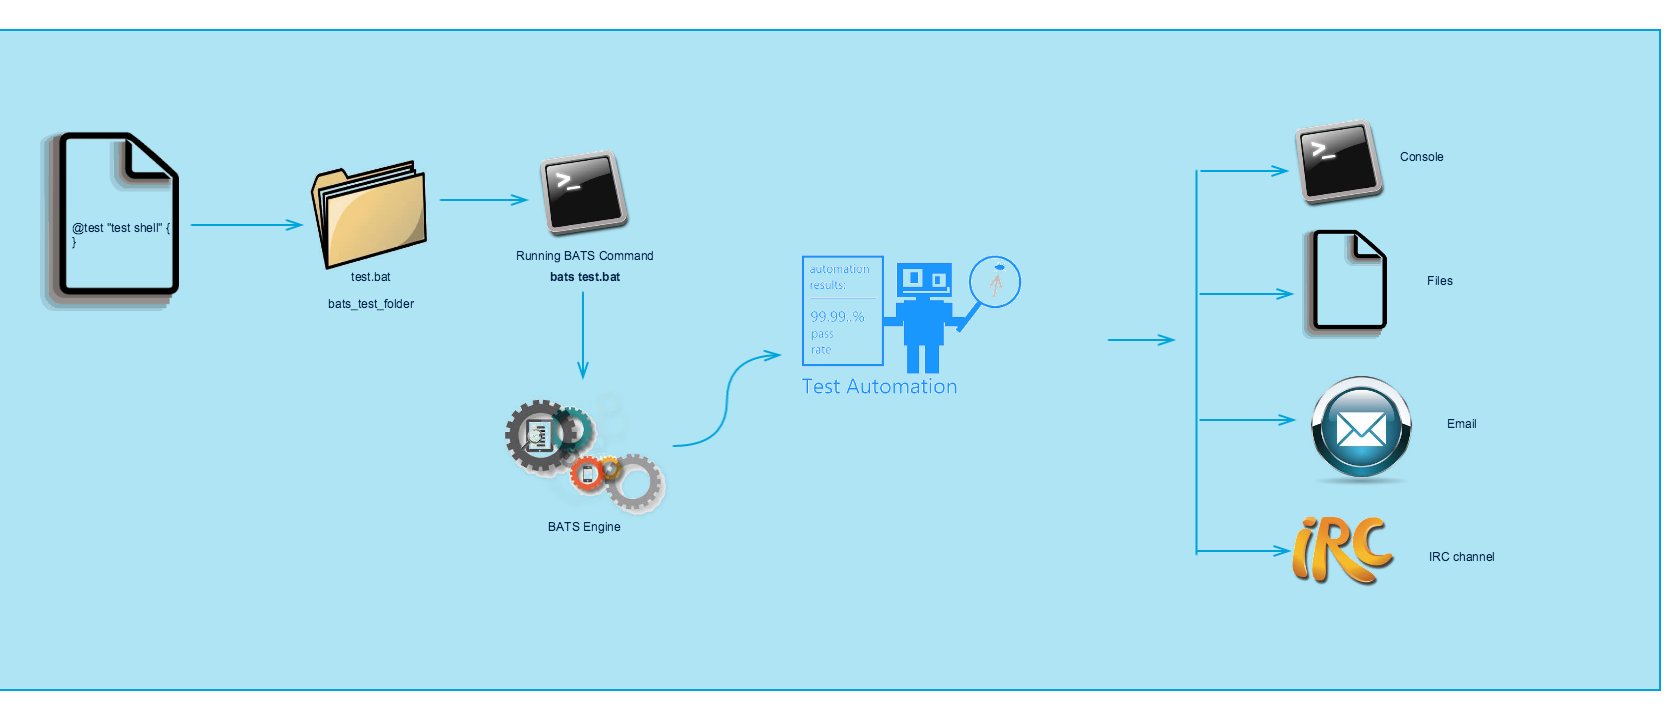 @test "test shell" {
}
test.bat
bats_test_folder
>_
Running BATS Command
bats test.bat
BATS Engine
automation
results:
99.99..%
pass
rate
Test Automation
>_
Console
Files
Email
iRC
IRC channel